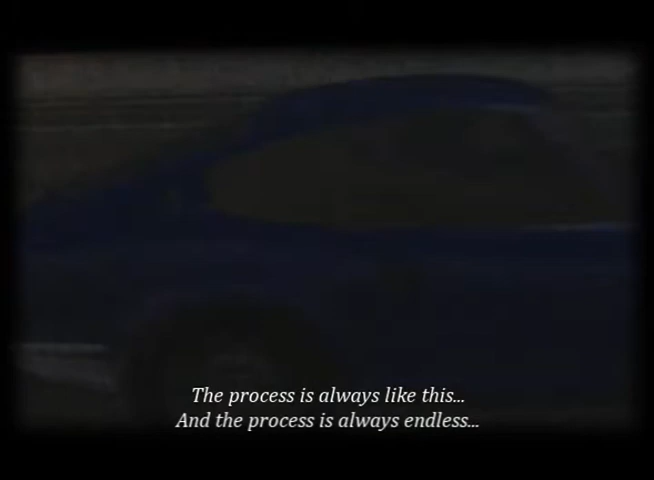 The process is always like this...
And the process is always endless...